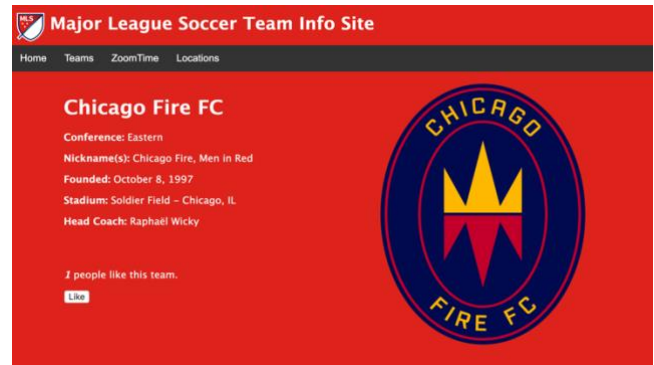 MLS
Major League Soccer Team Info Site
Home Teams ZoomTime Locations
Chicago Fire FC
Conference: Eastern
Nickname(s): Chicago Fire, Men in Red
Founded: October 8, 1997
Stadium: Soldier Field – Chicago, IL
Head Coach: Raphaël Wicky
1 people like this team.
Like
CHICAGO
FIRE FC